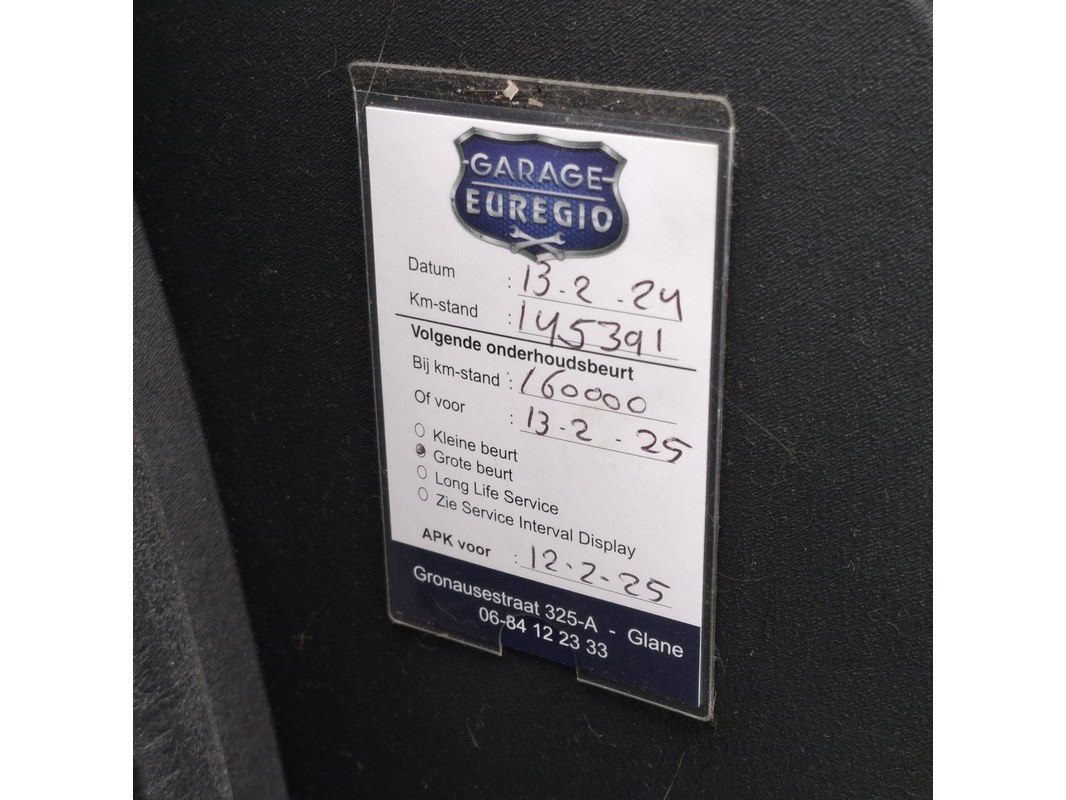 GARAGE
EUREGIO
Datum : 13-2-24
Km-stand : 145391
Volgende onderhoudsbeurt
Bij km-stand : 160000
Of voor : 13-2-25
Kleine beurt
Grote beurt
Long Life Service
Zie Service Interval Display
APK voor : 12-2-25
Gronausestraat 325-A - Glane
06-84 12 23 33